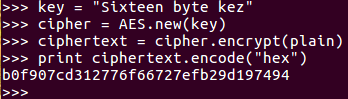 >>> key = "Sixteen byte kez"
>>> cipher = AES.new(key)
>>> ciphertext = cipher.encrypt(plain)
>>> print ciphertext.encode("hex")
b0f907cd312776f66727efb29d197494
>>>